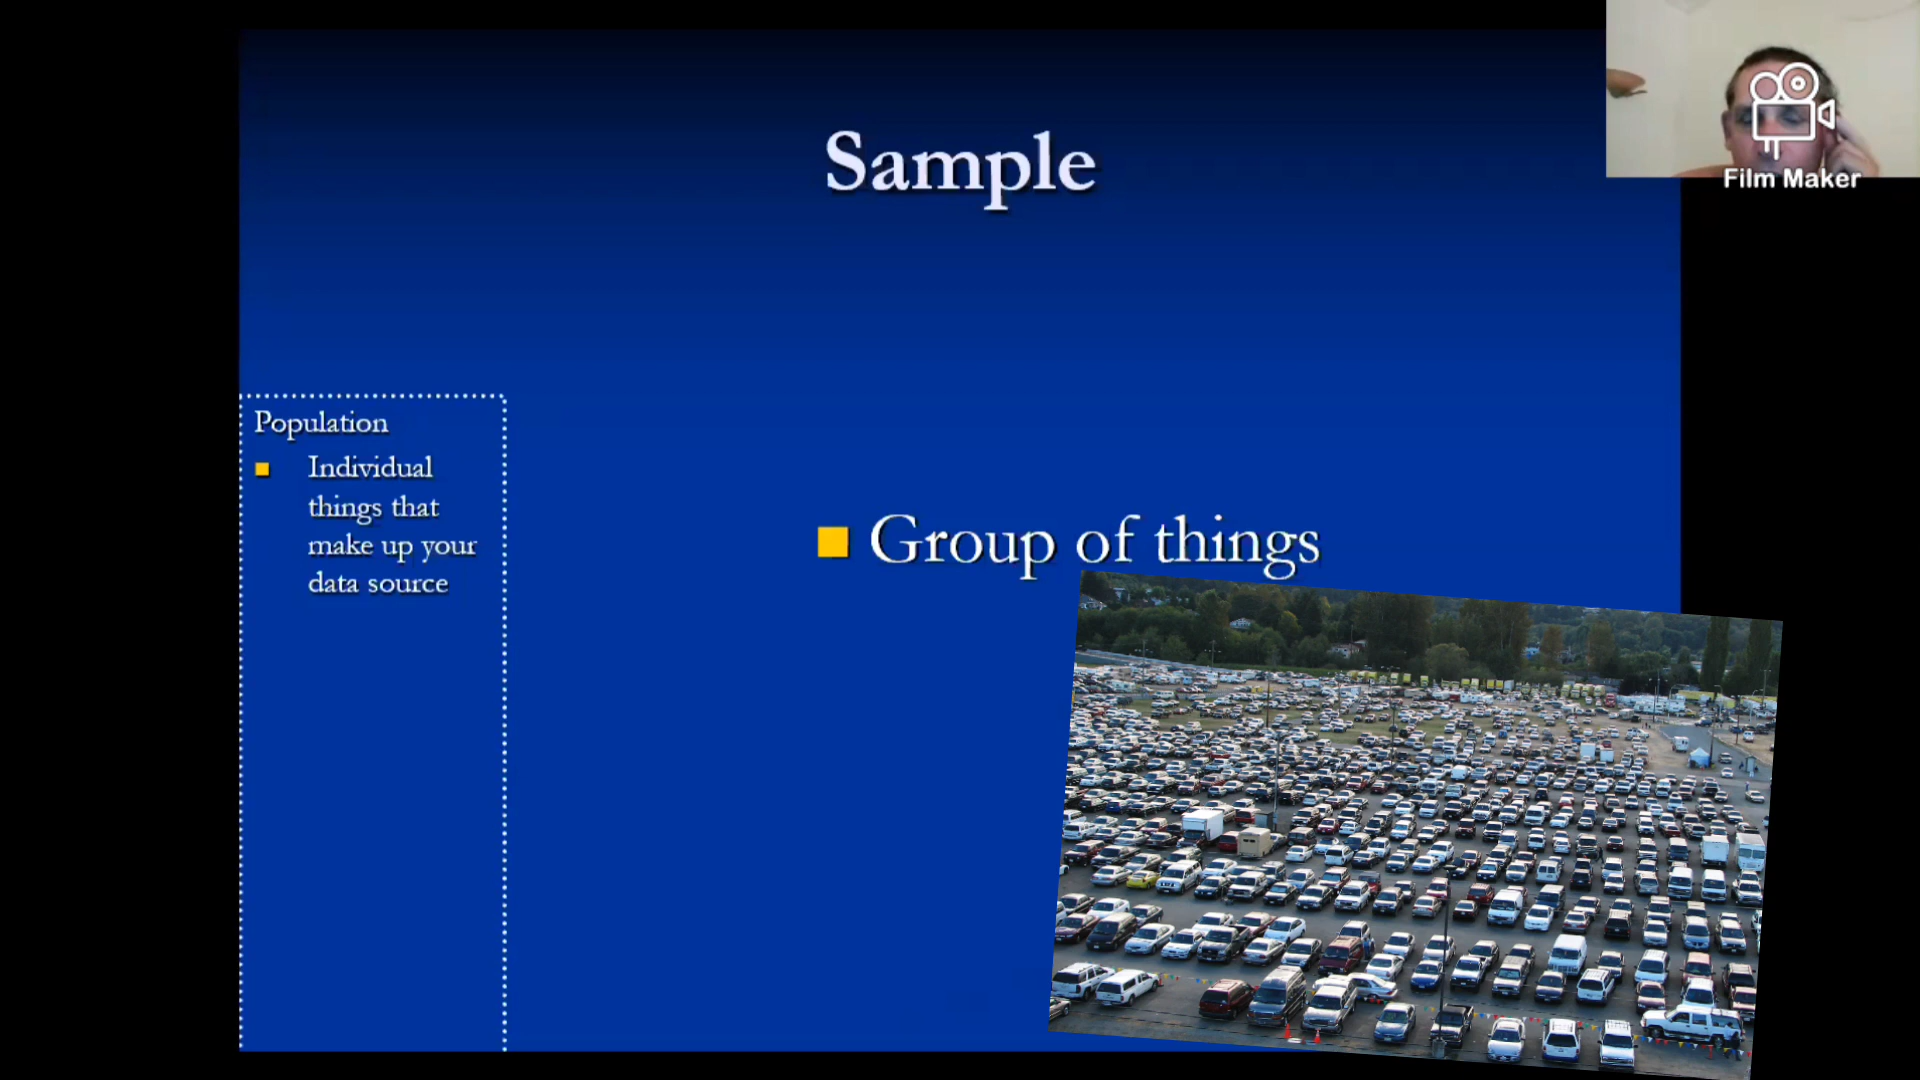 Sample
Film Maker
Population
Individual
things that
make up your
data source
Group of things